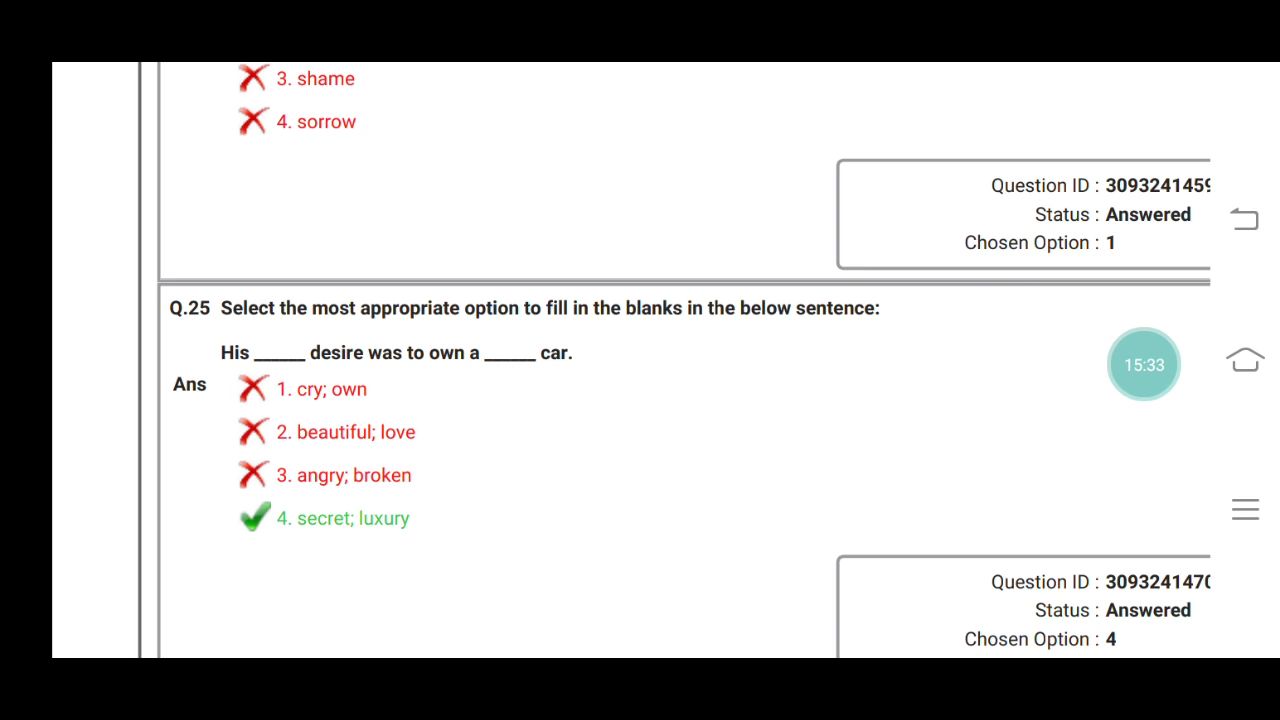 3. shame
4. sorrow
Question ID : 3093241459
Status : Answered
Chosen Option : 1
Q.25 Select the most appropriate option to fill in the blanks in the below sentence:
His ______ desire was to own a ______ car.
15:33
Ans
1. cry; own
2. beautiful; love
3. angry; broken
4. secret; luxury
Question ID : 3093241470
Status : Answered
Chosen Option : 4